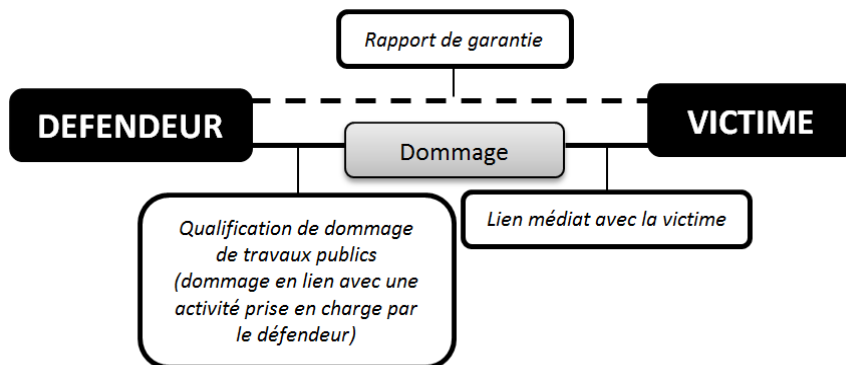 Rapport de garantie
DEFENDEUR
VICTIME
Dommage
Qualification de dommage
de travaux publics
(dommage en lien avec une
activité prise en charge par
le défendeur)
Lien médiat avec la victime